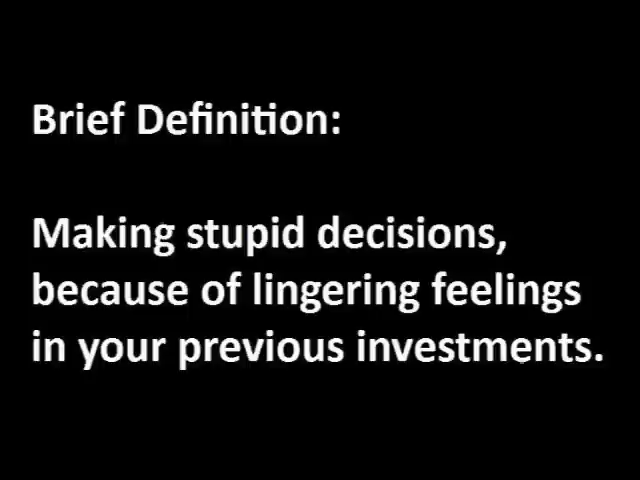 Brief Definition:
Making stupid decisions,
because of lingering feelings
in your previous investments.